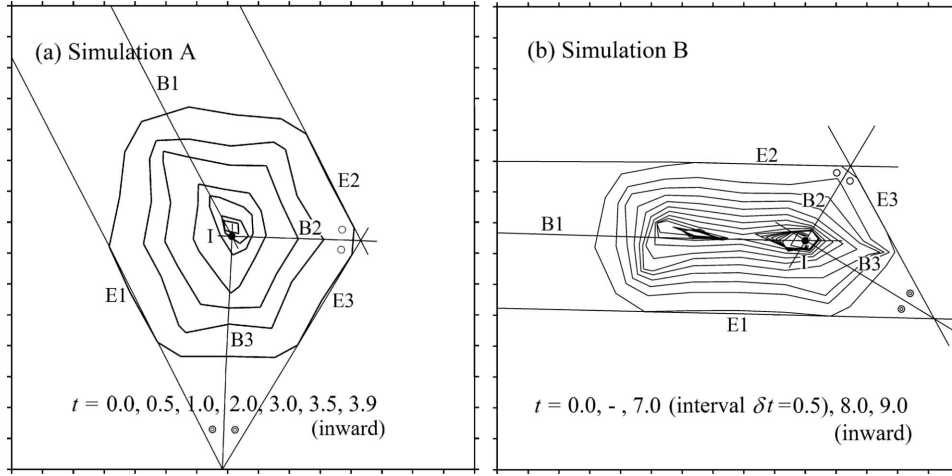 (a) Simulation A
B1
E2
B2
I
E1
E3
B3
t = 0.0, 0.5, 1.0, 2.0, 3.0, 3.5, 3.9
(inward)
(b) Simulation B
E2
B2
E3
B1
I
B3
E1
t = 0.0, - , 7.0 (interval δt=0.5), 8.0, 9.0
(inward)